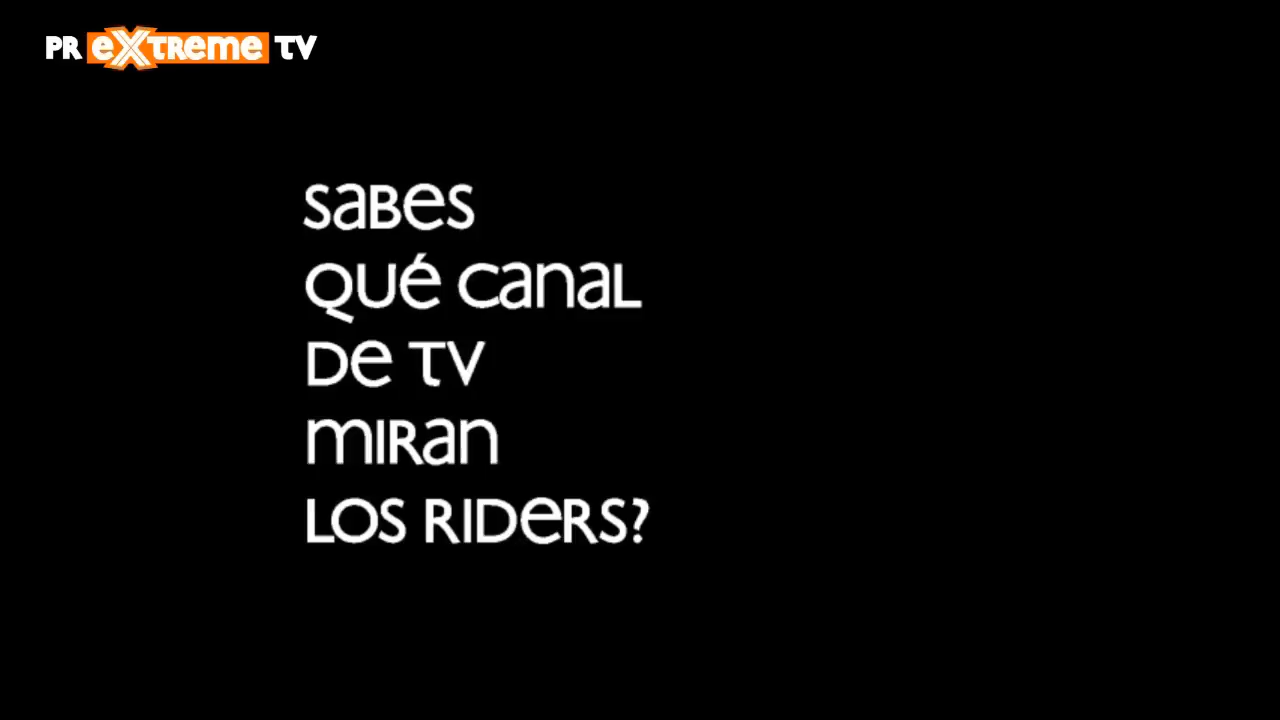 PR eXtreme TV
Sabes
qué canal
de TV
miran
los riders?